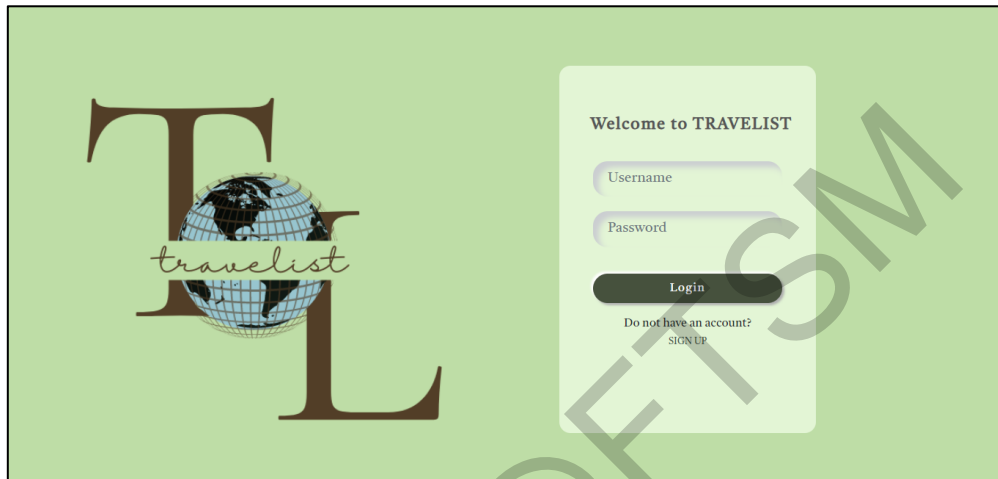 T
L
travelist
Welcome to TRAVELIST
Username
Password
Login
Do not have an account?
SIGN UP
OFTSM